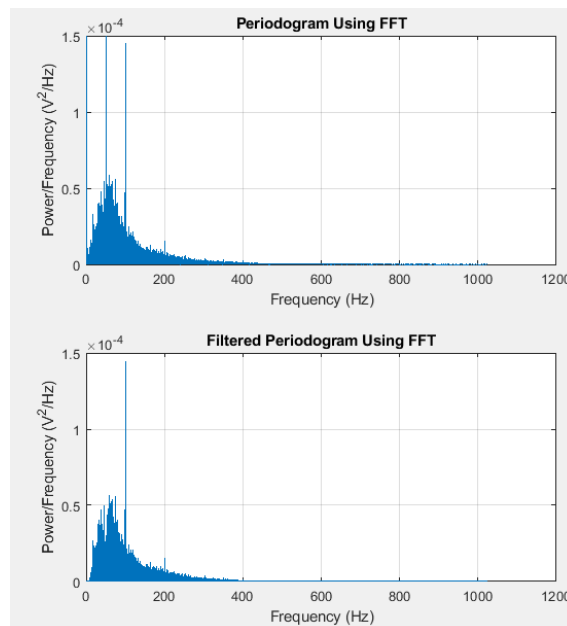 Periodogram Using FFT
×10^-4
1.5
1
0.5
0
Power/Frequency (V^2/Hz)
0 200 400 600 800 1000 1200
Frequency (Hz)
Filtered Periodogram Using FFT
×10^-4
1.5
1
0.5
0
Power/Frequency (V^2/Hz)
0 200 400 600 800 1000 1200
Frequency (Hz)